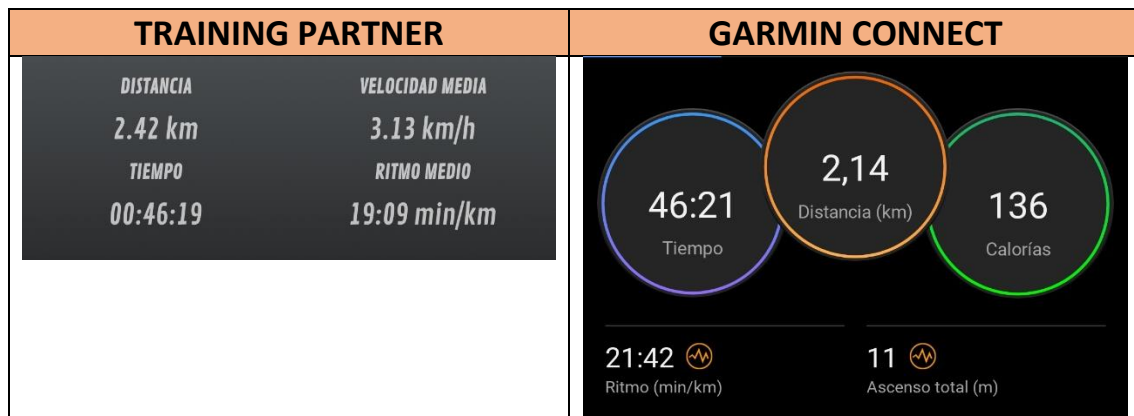 TRAINING PARTNER
DISTANCIA VELOCIDAD MEDIA
2.42 km 3.13 km/h
TIEMPO RITMO MEDIO
00:46:19 19:09 min/km
GARMIN CONNECT
46:21
Tiempo
2,14
Distancia (km)
136
Calorías
21:42
Ritmo (min/km)
11
Ascenso total (m)